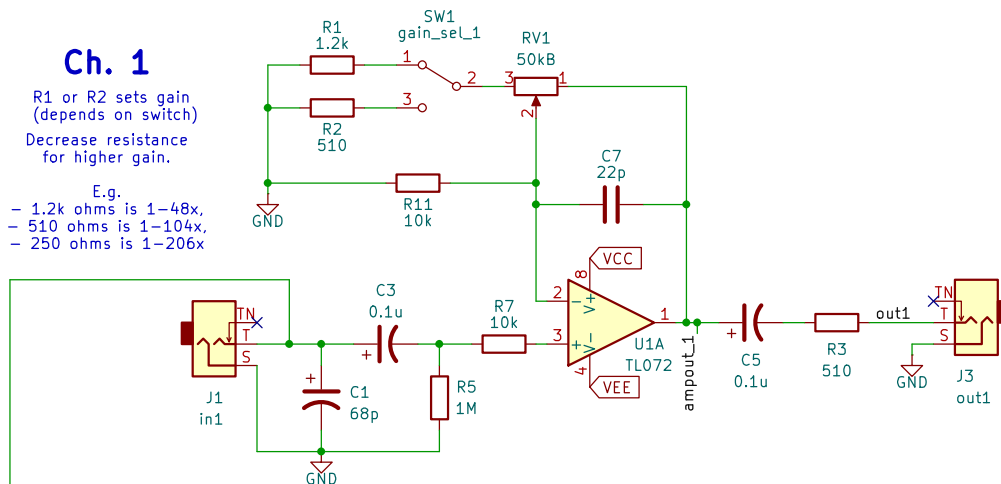 SW1
gain_sel_1
R1
1.2k
1
2
3
RV1
50kB
3
1
2
Ch. 1
R1 or R2 sets gain
(depends on switch)
Decrease resistance
for higher gain.
E.g.
– 1.2k ohms is 1–48x,
– 510 ohms is 1–104x,
– 250 ohms is 1–206x
R2
510
R11
10k
GND
C7
22p
VCC
8
V+
2
−
3
+
1
V−
4
VEE
U1A
TL072
TN
T
S
J1
in1
C3
0.1u
+
+
C1
68p
R5
1M
R7
10k
GND
ampout_1
+
C5
0.1u
R3
510
out1
TN
T
S
GND
J3
out1